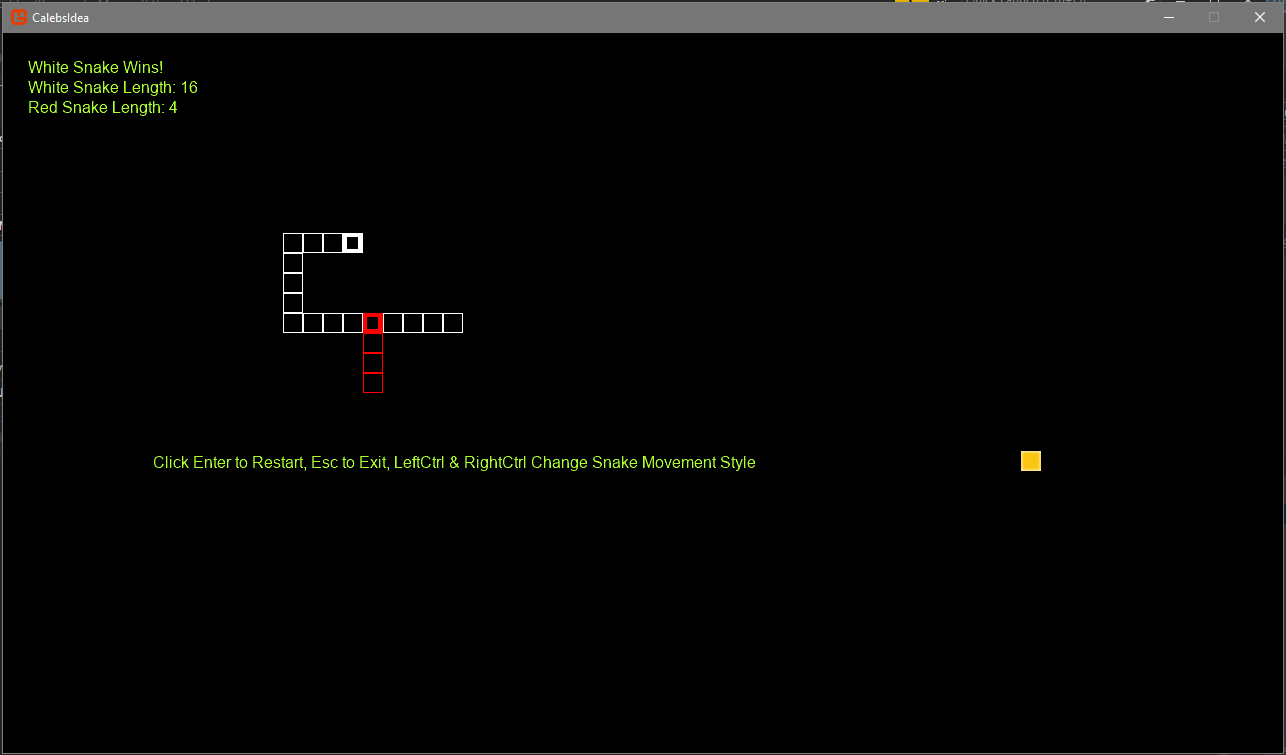 CalebsIdea
White Snake Wins!
White Snake Length: 16
Red Snake Length: 4
Click Enter to Restart, Esc to Exit, LeftCtrl & RightCtrl Change Snake Movement Style